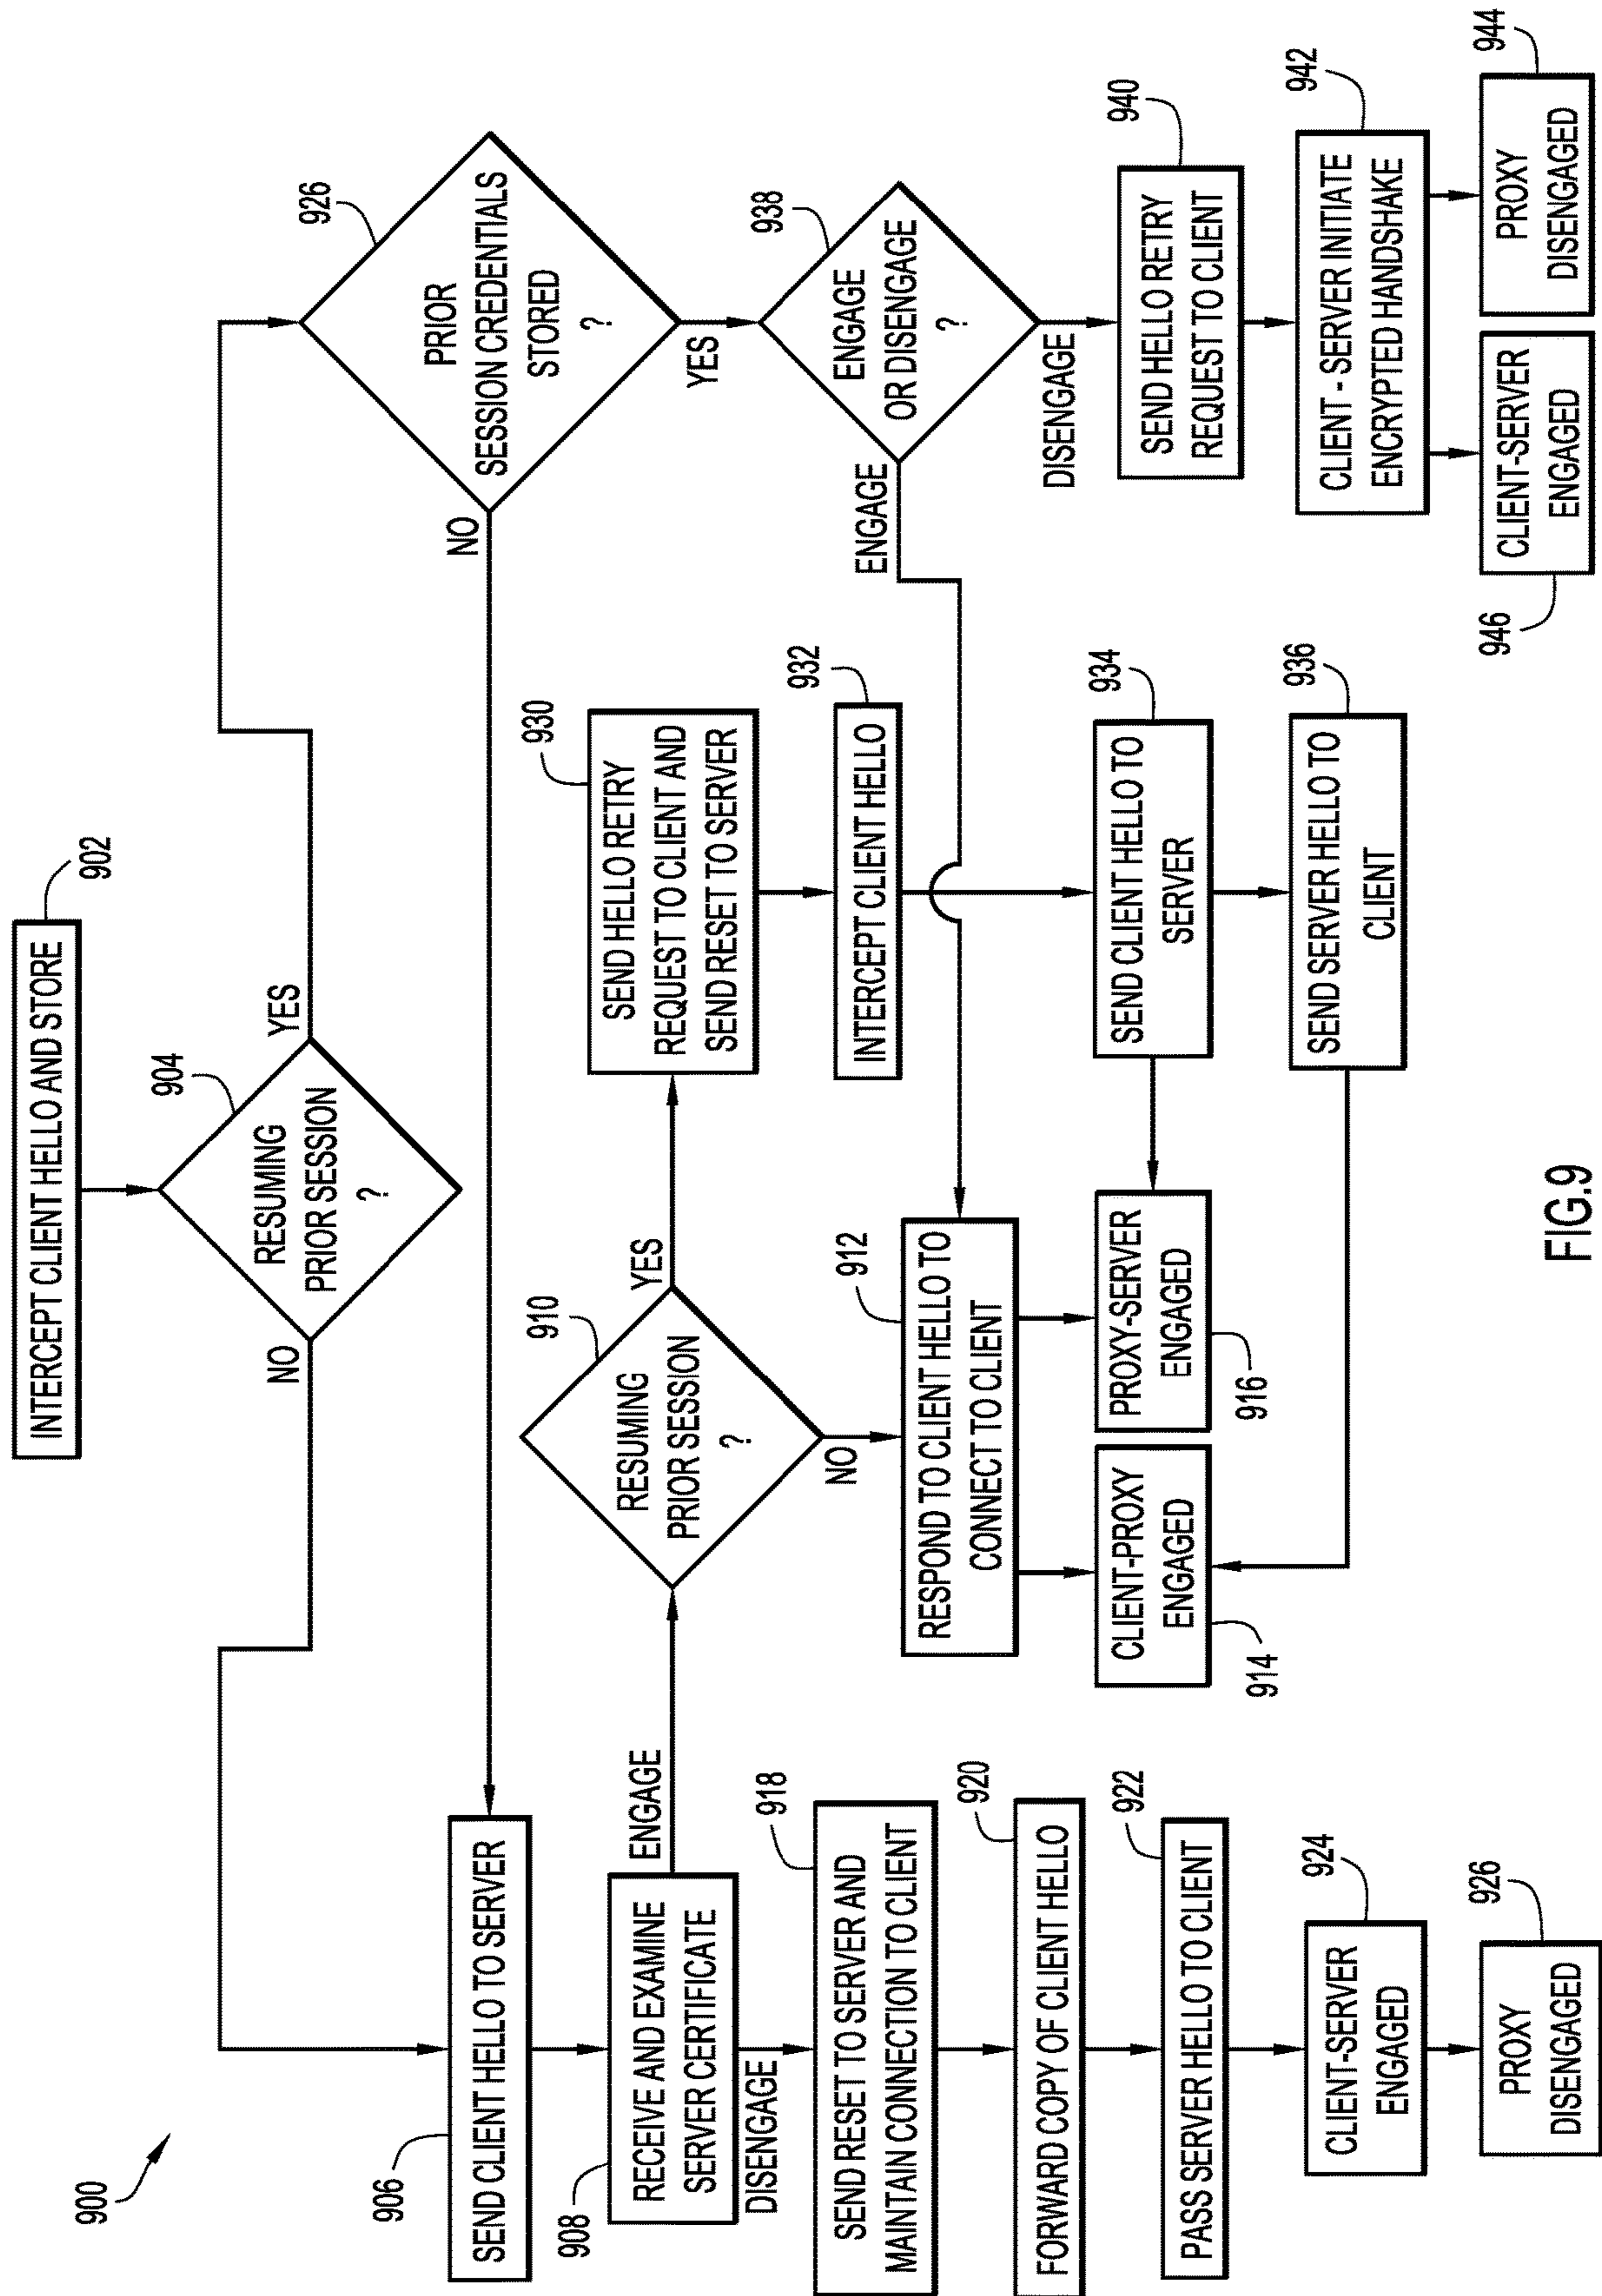 900
INTERCEPT CLIENT HELLO AND STORE
902
904
RESUMING
PRIOR SESSION
?
NO
YES
926
PRIOR
SESSION CREDENTIALS
STORED
?
NO
YES
906
SEND CLIENT HELLO TO SERVER
908
RECEIVE AND EXAMINE
SERVER CERTIFICATE
ENGAGE
DISENGAGE
910
RESUMING
PRIOR SESSION
?
YES
NO
930
SEND HELLO RETRY
REQUEST TO CLIENT AND
SEND RESET TO SERVER
938
ENGAGE
OR DISENGAGE
?
ENGAGE
DISENGAGE
918
SEND RESET TO SERVER AND
MAINTAIN CONNECTION TO CLIENT
912
RESPOND TO CLIENT HELLO TO
CONNECT TO CLIENT
932
INTERCEPT CLIENT HELLO
940
SEND HELLO RETRY
REQUEST TO CLIENT
920
FORWARD COPY OF CLIENT HELLO
914
CLIENT-PROXY
ENGAGED
916
PROXY-SERVER
ENGAGED
934
SEND CLIENT HELLO TO
SERVER
942
CLIENT - SERVER INITIATE
ENCRYPTED HANDSHAKE
922
PASS SERVER HELLO TO CLIENT
936
SEND SERVER HELLO TO
CLIENT
924
CLIENT-SERVER
ENGAGED
946
CLIENT-SERVER
ENGAGED
944
PROXY
DISENGAGED
926
PROXY
DISENGAGED
FIG.9